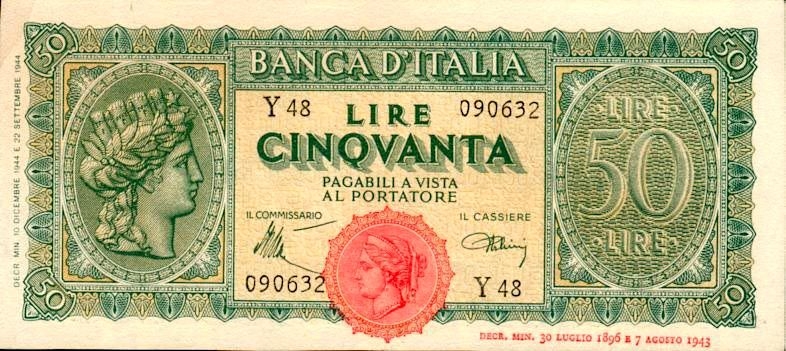 50
50
BANCA D'ITALIA
Y 48
090632
LIRE
CINQVANTA
PAGABILI A VISTA
AL PORTATORE
IL COMMISSARIO
IL CASSIERE
090632
Y 48
LIRE
50
LIRE
50
50
DECR. MIN. 10 DICEMBRE 1944 E 22 SETTEMBRE 1944
DECR. MIN. 30 LUGLIO 1896 E 7 AGOSTO 1943